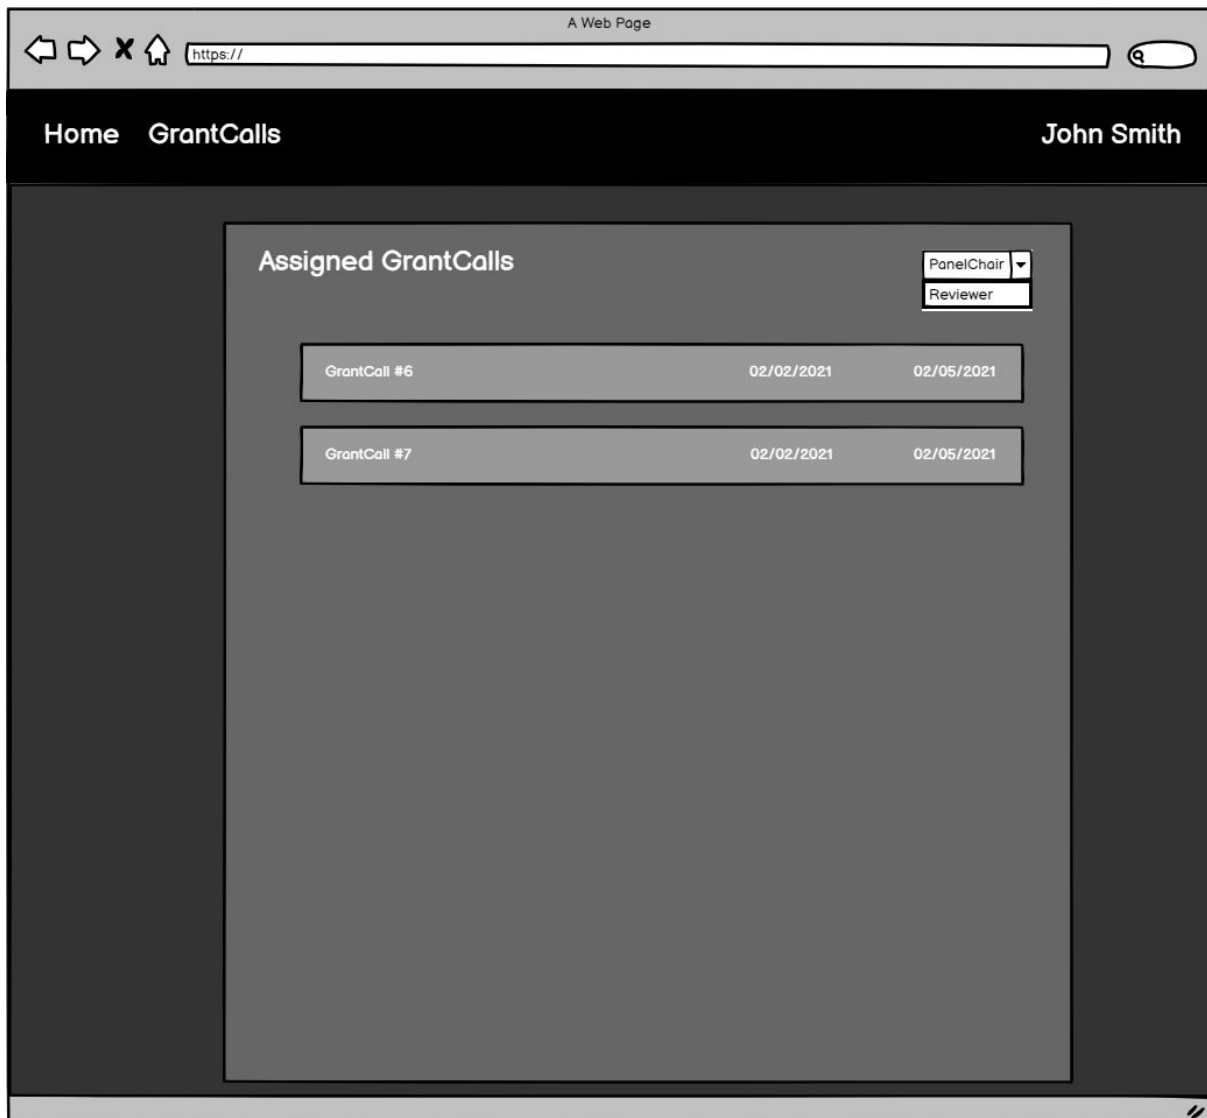 A Web Page
https://
Home GrantCalls John Smith
Assigned GrantCalls
PanelChair
Reviewer
GrantCall #6 02/02/2021 02/05/2021
GrantCall #7 02/02/2021 02/05/2021